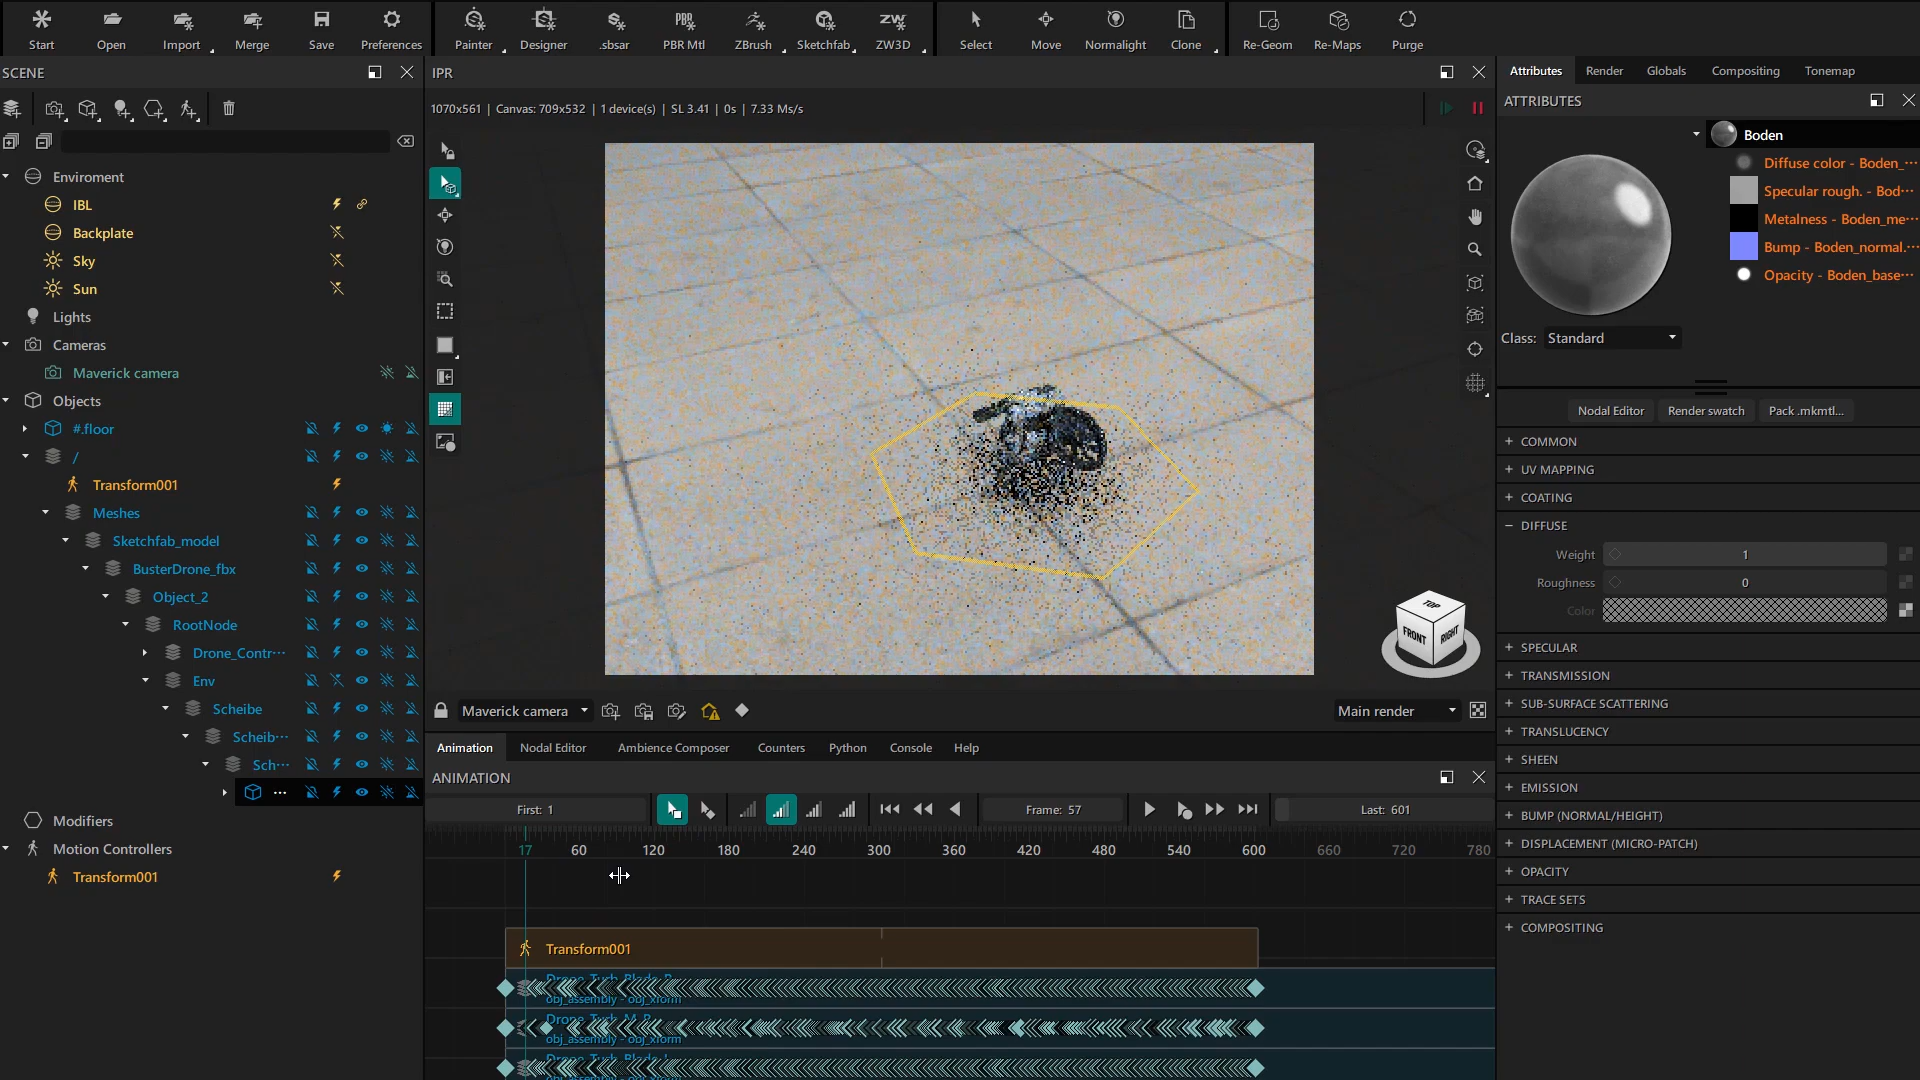 Start Open Import Merge Save Preferences Painter Designer .sbsar PBR Mtl ZBrush Sketchfab ZW3D Select Move Normalight Clone Re-Geom Re-Maps Purge
SCENE
Enviroment
IBL
Backplate
Sky
Sun
Lights
Cameras
Maverick camera
Objects
#.floor
/
Transform001
Meshes
Sketchfab_model
BusterDrone_fbx
Object_2
RootNode
Drone_Contr···
Env
Scheibe
Scheib···
Sch···
···
Modifiers
Motion Controllers
Transform001
IPR
1070x561 | Canvas: 709x532 | 1 device(s) | SL 3.41 | 0s | 7.33 Ms/s
TOP
FRONT
RIGHT
Maverick camera
Main render
Animation Nodal Editor Ambience Composer Counters Python Console Help
ANIMATION
First: 1
Frame: 57
Last: 601
17 60 120 180 240 300 360 420 480 540 600 660 720 780
Transform001
Drone_Turb_Blade_R
obj_assembly - obj_xform
Drone_Turb_M_R
obj_assembly - obj_xform
Drone_Turb_Blade_L
Attributes Render Globals Compositing Tonemap
ATTRIBUTES
Boden
Diffuse color - Boden_···
Specular rough. - Bod···
Metalness - Boden_me···
Bump - Boden_normal.···
Opacity - Boden_base···
Class: Standard
Nodal Editor Render swatch Pack .mkmtl...
+ COMMON
+ UV MAPPING
+ COATING
− DIFFUSE
Weight 1
Roughness 0
Color
+ SPECULAR
+ TRANSMISSION
+ SUB-SURFACE SCATTERING
+ TRANSLUCENCY
+ SHEEN
+ EMISSION
+ BUMP (NORMAL/HEIGHT)
+ DISPLACEMENT (MICRO-PATCH)
+ OPACITY
+ TRACE SETS
+ COMPOSITING